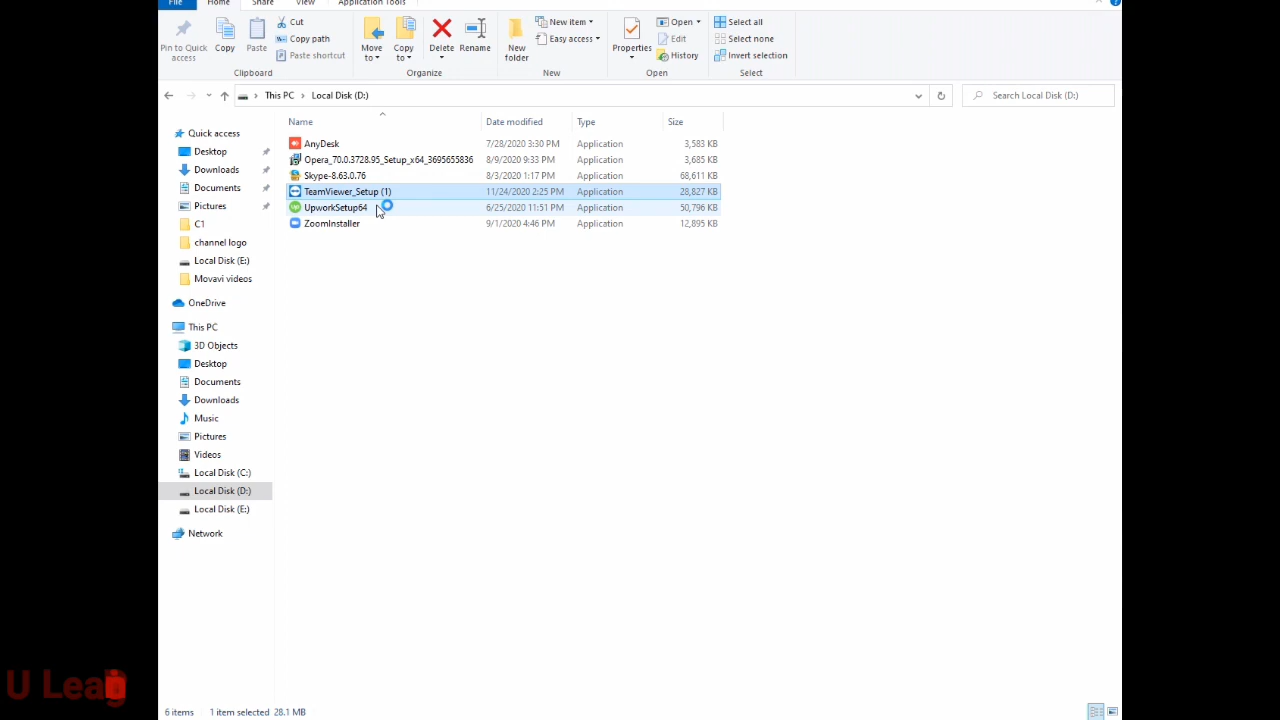 File Home Share View Application Tools
Pin to Quick access
Copy
Paste
Cut
Copy path
Paste shortcut
Clipboard
Move to
Copy to
Delete
Rename
Organize
New folder
New item
Easy access
New
Properties
Open
Edit
History
Open
Select all
Select none
Invert selection
Select
This PC > Local Disk (D:)
Search Local Disk (D:)
Name Date modified Type Size
AnyDesk 7/28/2020 3:30 PM Application 3,583 KB
Opera_70.0.3728.95_Setup_x64_3695655836 8/9/2020 9:33 PM Application 3,685 KB
Skype-8.63.0.76 8/3/2020 1:17 PM Application 68,611 KB
TeamViewer_Setup (1) 11/24/2020 2:25 PM Application 28,827 KB
UpworkSetup64 6/25/2020 11:51 PM Application 50,796 KB
ZoomInstaller 9/1/2020 4:46 PM Application 12,895 KB
Quick access
Desktop
Downloads
Documents
Pictures
C1
channel logo
Local Disk (E:)
Movavi videos
OneDrive
This PC
3D Objects
Desktop
Documents
Downloads
Music
Pictures
Videos
Local Disk (C:)
Local Disk (D:)
Local Disk (E:)
Network
6 items 1 item selected 28.1 MB